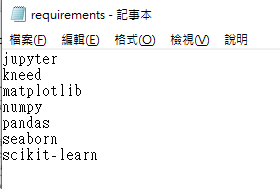 requirements - 記事本
檔案(F) 編輯(E) 格式(O) 檢視(V) 說明
jupyter
kneed
matplotlib
numpy
pandas
seaborn
scikit-learn